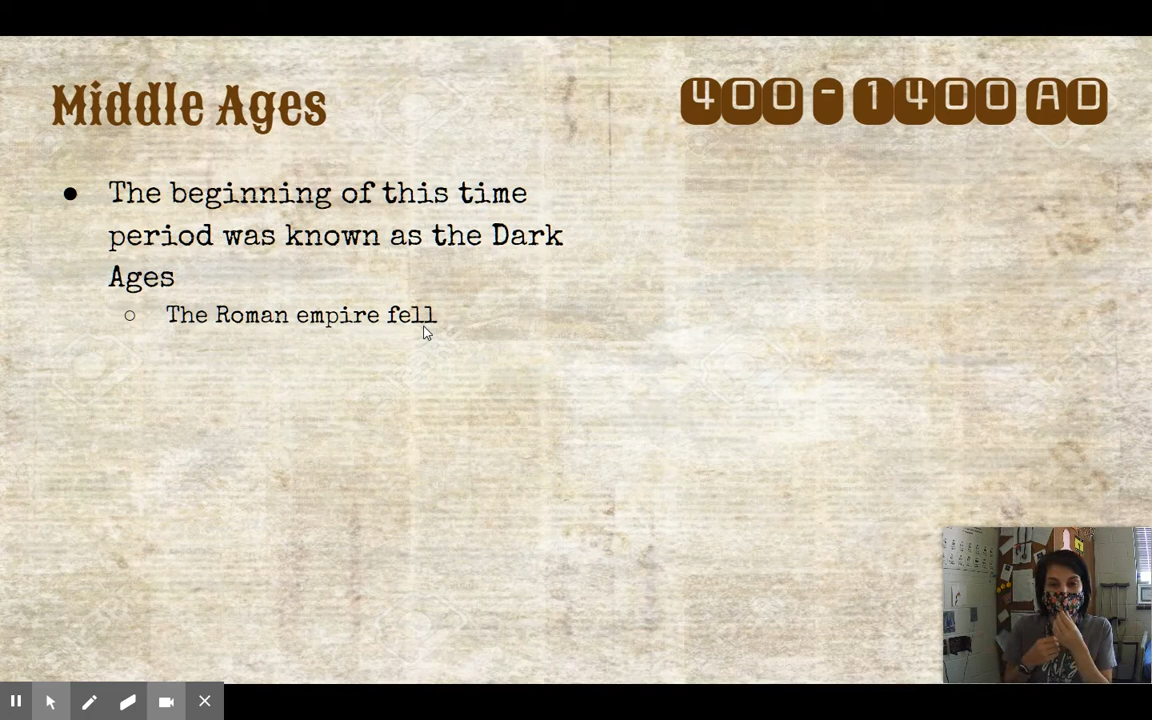 Middle Ages
400 - 1400 AD
● The beginning of this time
period was known as the Dark
Ages
○ The Roman empire fell